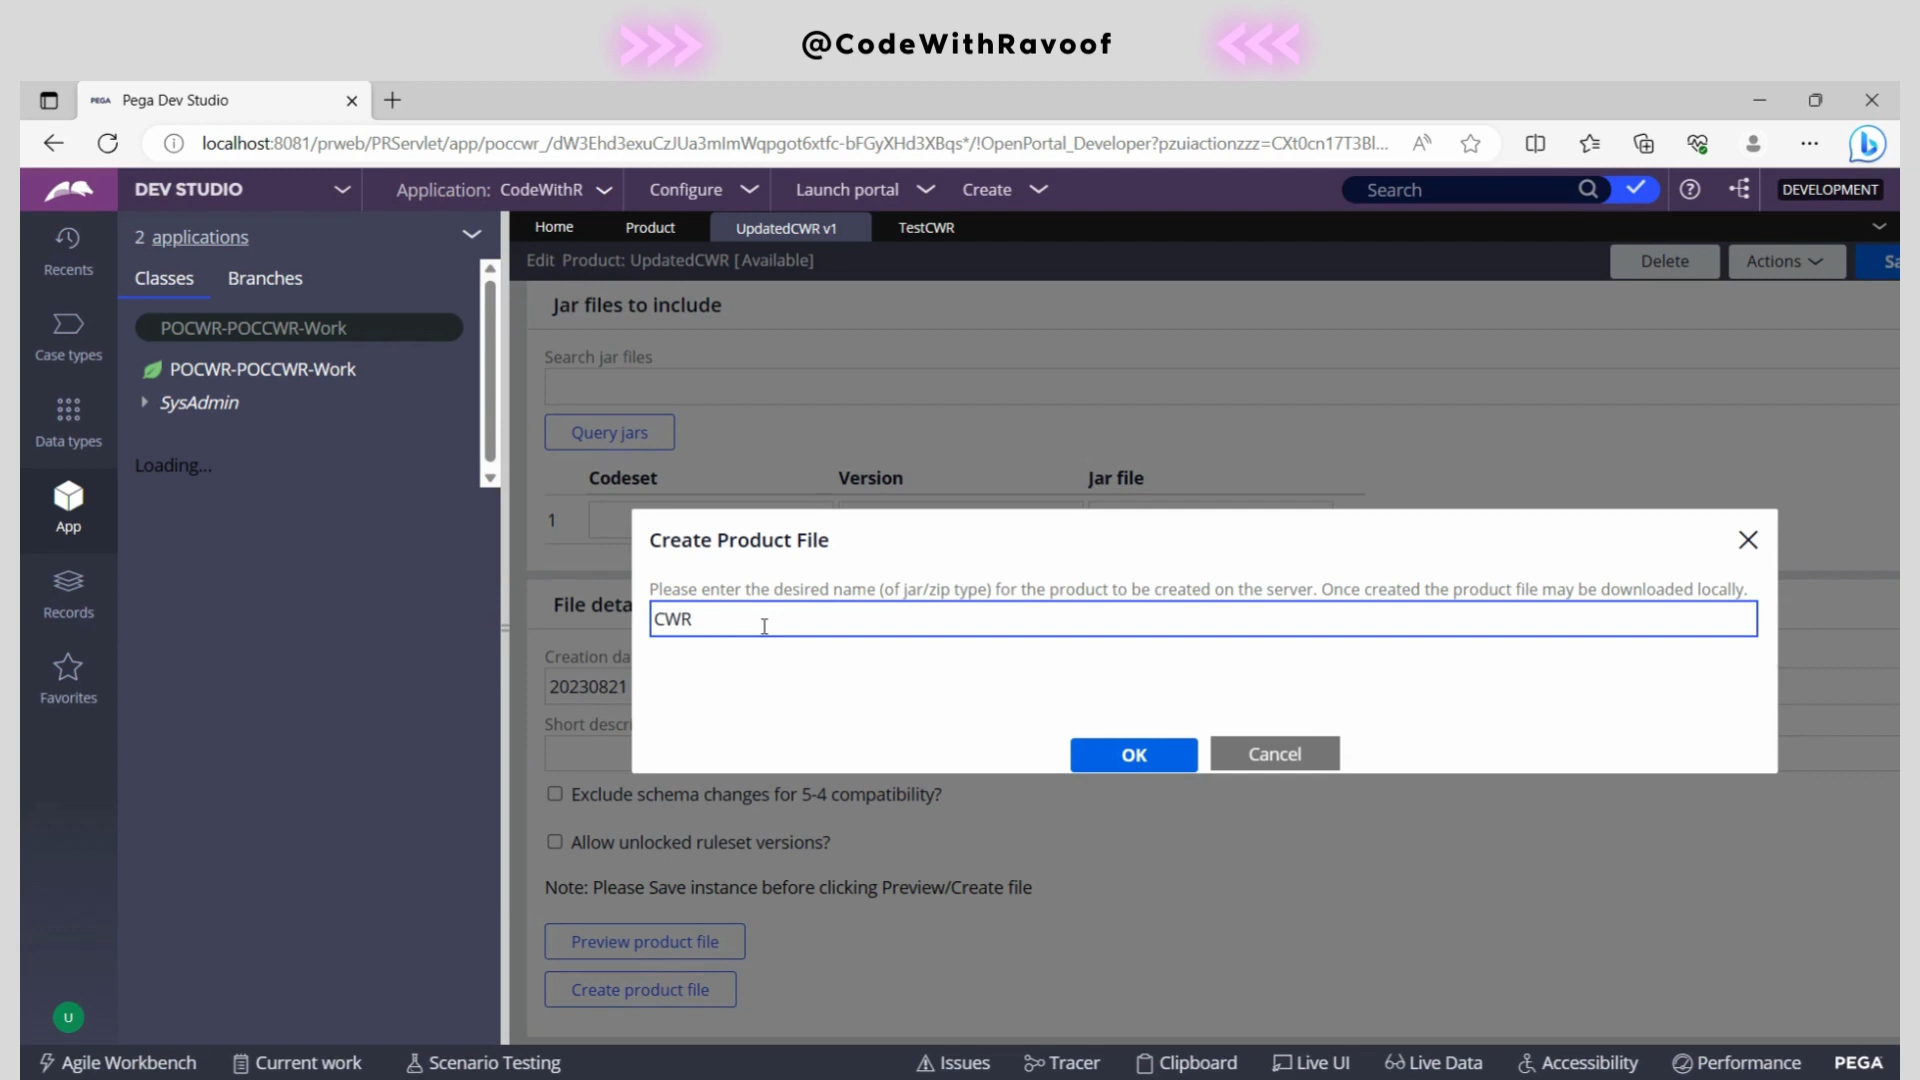 @CodeWithRavoof
PEGA Pega Dev Studio
localhost:8081/prweb/PRServlet/app/poccwr_/dW3Ehd3exuCzJUa3mImWqpgot6xtfc-bFGyXHd3XBqs*/!OpenPortal_Developer?pzuiactionzzz=CXt0cn17T3Bl...
DEV STUDIO
Application: CodeWithR
Configure
Launch portal
Create
Search
DEVELOPMENT
Recents
Case types
Data types
App
Records
Favorites
U
2 applications
Classes
Branches
POCWR-POCCWR-Work
POCWR-POCCWR-Work
SysAdmin
Loading...
Home
Product
UpdatedCWR v1
TestCWR
Edit Product: UpdatedCWR [Available]
Delete
Actions
Sa
Jar files to include
Search jar files
Query jars
Codeset Version Jar file
1
Create Product File
Please enter the desired name (of jar/zip type) for the product to be created on the server. Once created the product file may be downloaded locally.
CWR
OK
Cancel
File deta
Creation da
20230821
Short descri
Exclude schema changes for 5-4 compatibility?
Allow unlocked ruleset versions?
Note: Please Save instance before clicking Preview/Create file
Preview product file
Create product file
Agile Workbench
Current work
Scenario Testing
Issues
Tracer
Clipboard
Live UI
Live Data
Accessibility
Performance
PEGA